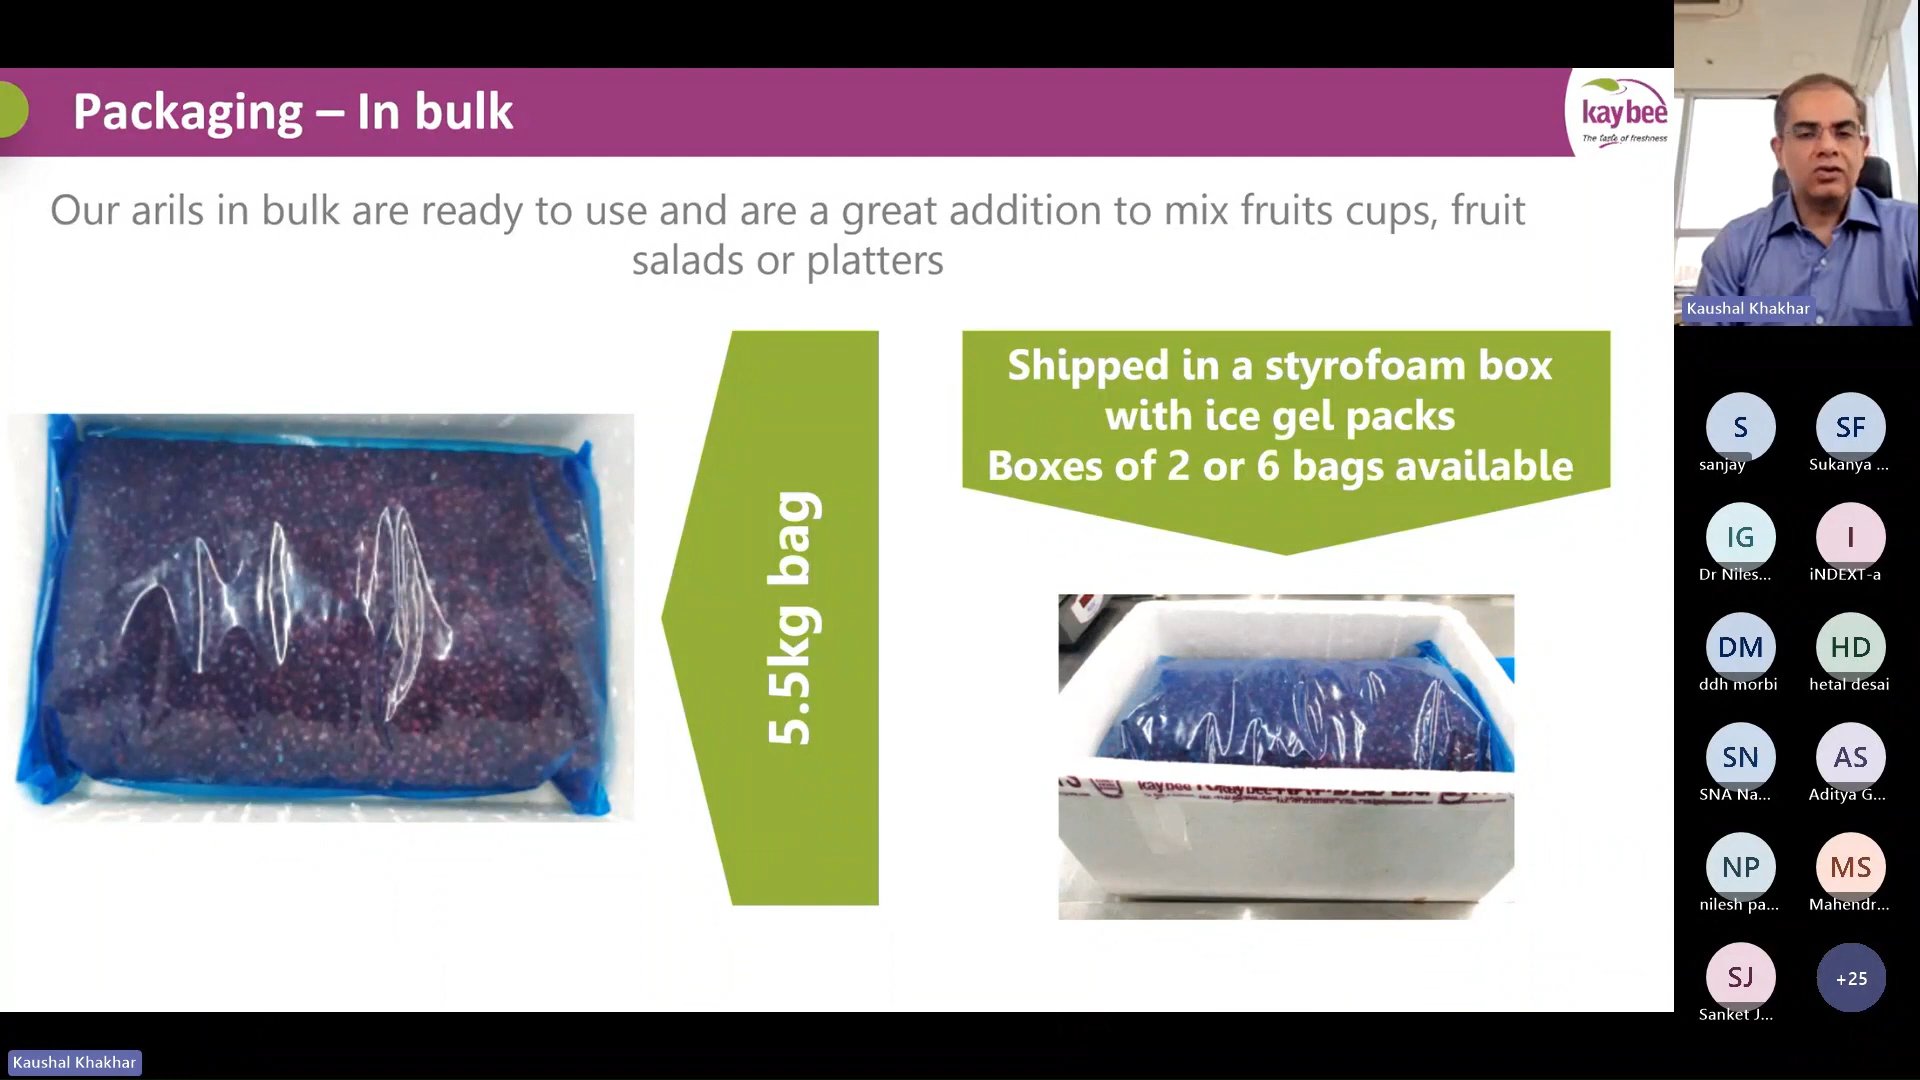 Packaging – In bulk
kaybee
The taste of freshness
Our arils in bulk are ready to use and are a great addition to mix fruits cups, fruit
salads or platters
5.5kg bag
Shipped in a styrofoam box
with ice gel packs
Boxes of 2 or 6 bags available
kaybee
Kaushal Khakhar
S
sanjay
SF
Sukanya ...
IG
Dr Niles...
I
iNDEXT-a
DM
ddh morbi
HD
hetal desai
SN
SNA Na...
AS
Aditya G...
NP
nilesh pa...
MS
Mahendr...
SJ
Sanket J...
+25
Kaushal Khakhar